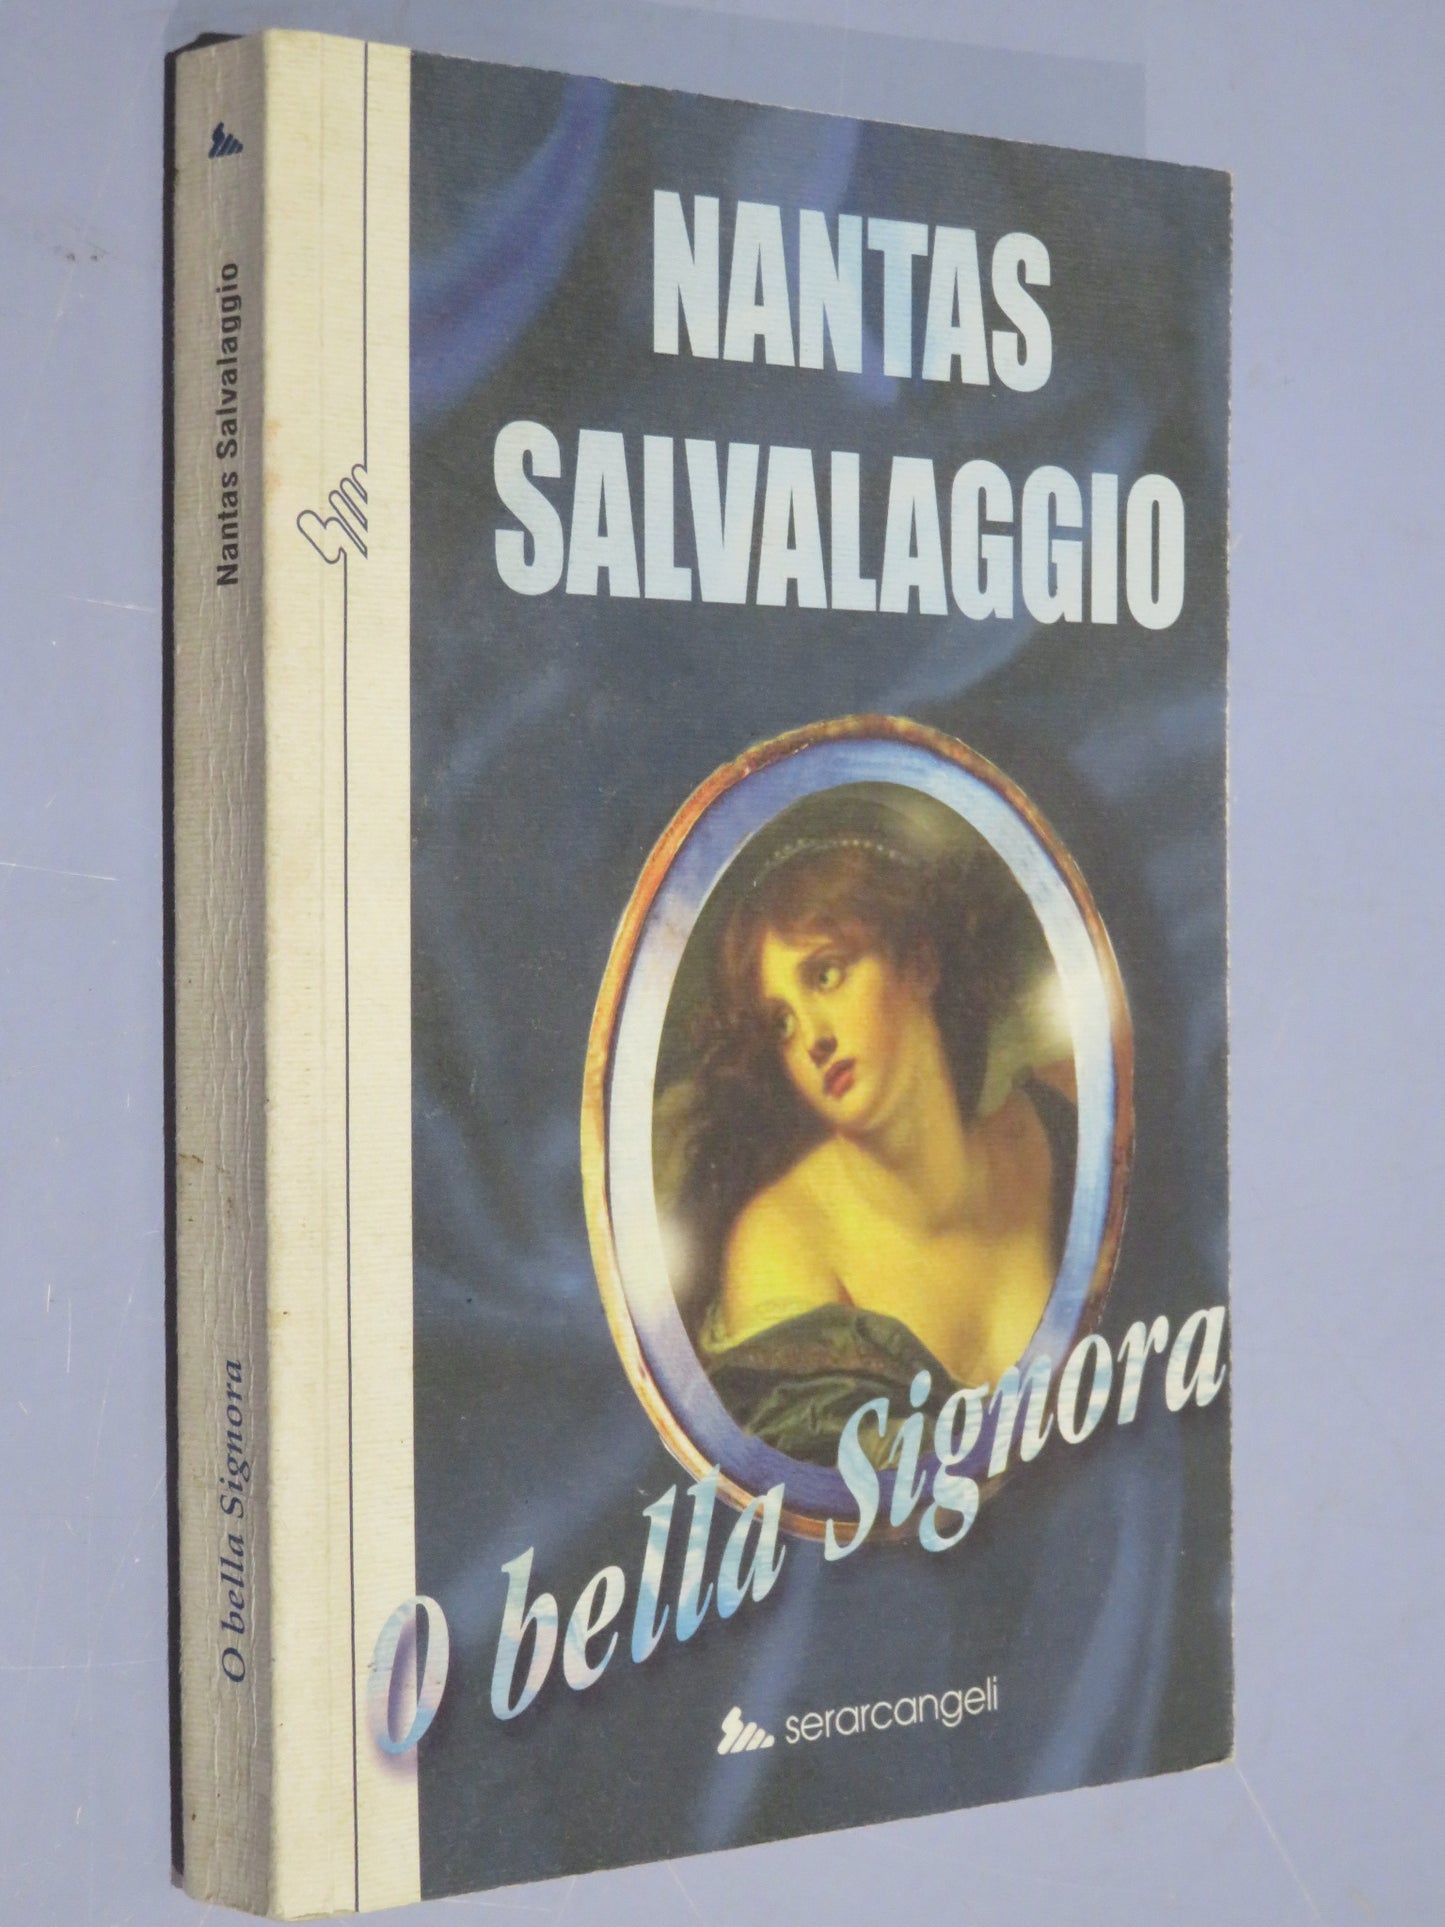 Nantas Salvalaggio
O bella Signora
NANTAS
SALVALAGGIO
O bella Signora
serarcangeli